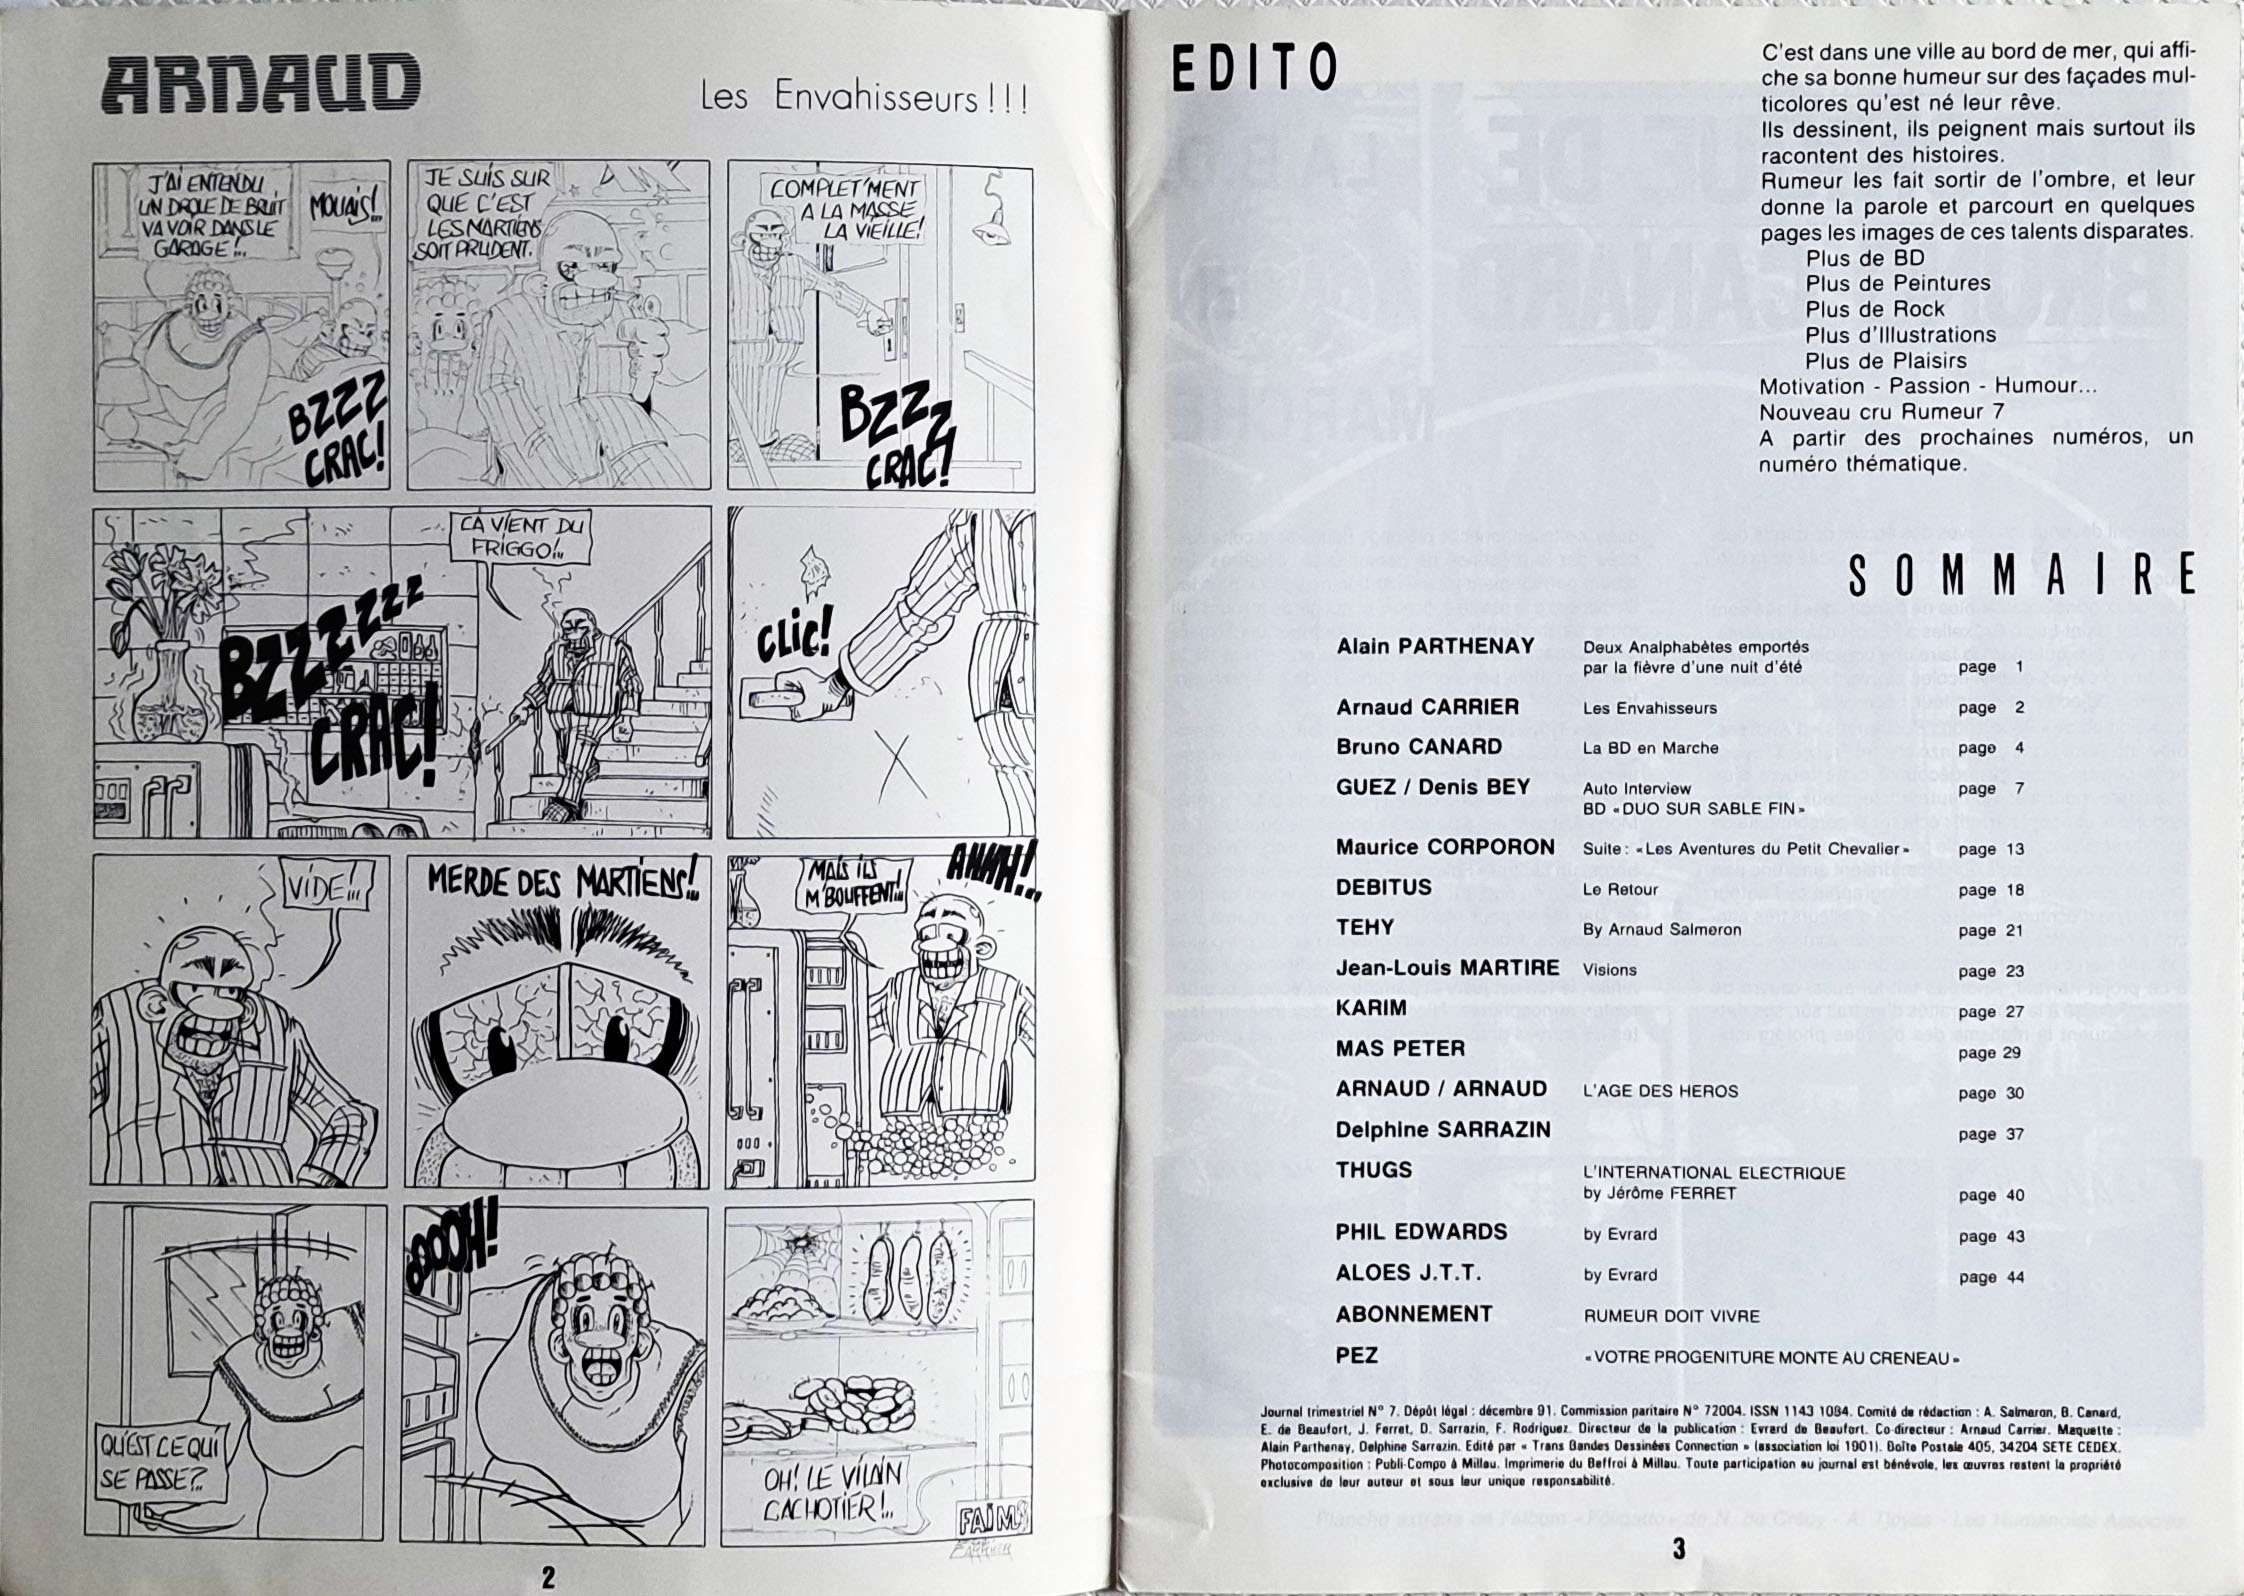 ARNAUD
Les Envahisseurs!!!
J'AI ENTENDU
UN DROLE DE BRUIT
VA VOIR DANS LE
GARAGE!..
MOUAIS!..
BZZZ
CRAC!
JE SUIS SUR
QUE C'EST
LES MARTIENS
SOIT PRUDENT.
COMPLET'MENT
A LA MASSE
LA VIEILLE!
BZZZ
CRAC!
CA VIENT DU
FRIGGO!..
BZZZZZZZ
CRAC!
CLIC!
VIDE!..
MERDE DES MARTIENS!..
MAIS ILS
M'BOUFFENT!..
AHHH!..
QU'EST CE QUI
SE PASSE?..
OOOOH!
OH! LE VILAIN
CACHOTIER!..
FAIM
CARRIER
2
EDITO
C'est dans une ville au bord de mer, qui affi-
che sa bonne humeur sur des façades mul-
ticolores qu'est né leur rêve.
Ils dessinent, ils peignent mais surtout ils
racontent des histoires.
Rumeur les fait sortir de l'ombre, et leur
donne la parole et parcourt en quelques
pages les images de ces talents disparates.
Plus de BD
Plus de Peintures
Plus de Rock
Plus d'Illustrations
Plus de Plaisirs
Motivation - Passion - Humour...
Nouveau cru Rumeur 7
A partir des prochaines numéros, un
numéro thématique.
SOMMAIRE
Alain PARTHENAY Deux Analphabètes emportés
par la fièvre d'une nuit d'été page 1
Arnaud CARRIER Les Envahisseurs page 2
Bruno CANARD La BD en Marche page 4
GUEZ / Denis BEY Auto Interview page 7
BD «DUO SUR SABLE FIN»
Maurice CORPORON Suite: «Les Aventures du Petit Chevalier» page 13
DEBITUS Le Retour page 18
TEHY By Arnaud Salmeron page 21
Jean-Louis MARTIRE Visions page 23
KARIM page 27
MAS PETER page 29
ARNAUD / ARNAUD L'AGE DES HEROS page 30
Delphine SARRAZIN page 37
THUGS L'INTERNATIONAL ELECTRIQUE
by Jérôme FERRET page 40
PHIL EDWARDS by Evrard page 43
ALOES J.T.T. by Evrard page 44
ABONNEMENT RUMEUR DOIT VIVRE
PEZ «VOTRE PROGENITURE MONTE AU CRENEAU»
Journal trimestriel N° 7. Dépôt légal : décembre 91. Commission paritaire N° 72004. ISSN 1143 1084. Comité de rédaction : A. Salmeron, B. Canard,
E. de Beaufort, J. Ferret, D. Sarrazin, F. Rodriguez. Directeur de la publication : Evrard de Beaufort. Co-directeur : Arnaud Carrier. Maquette :
Alain Parthenay, Delphine Sarrazin. Edité par « Trans Bandes Dessinées Connection » (association loi 1901). Boîte Postale 405, 34204 SETE CEDEX.
Photocomposition : Publi-Compo à Millau. Imprimerie du Beffroi à Millau. Toute participation au journal est bénévole, les œuvres restent la propriété
exclusive de leur auteur et sous leur unique responsabilité.
3